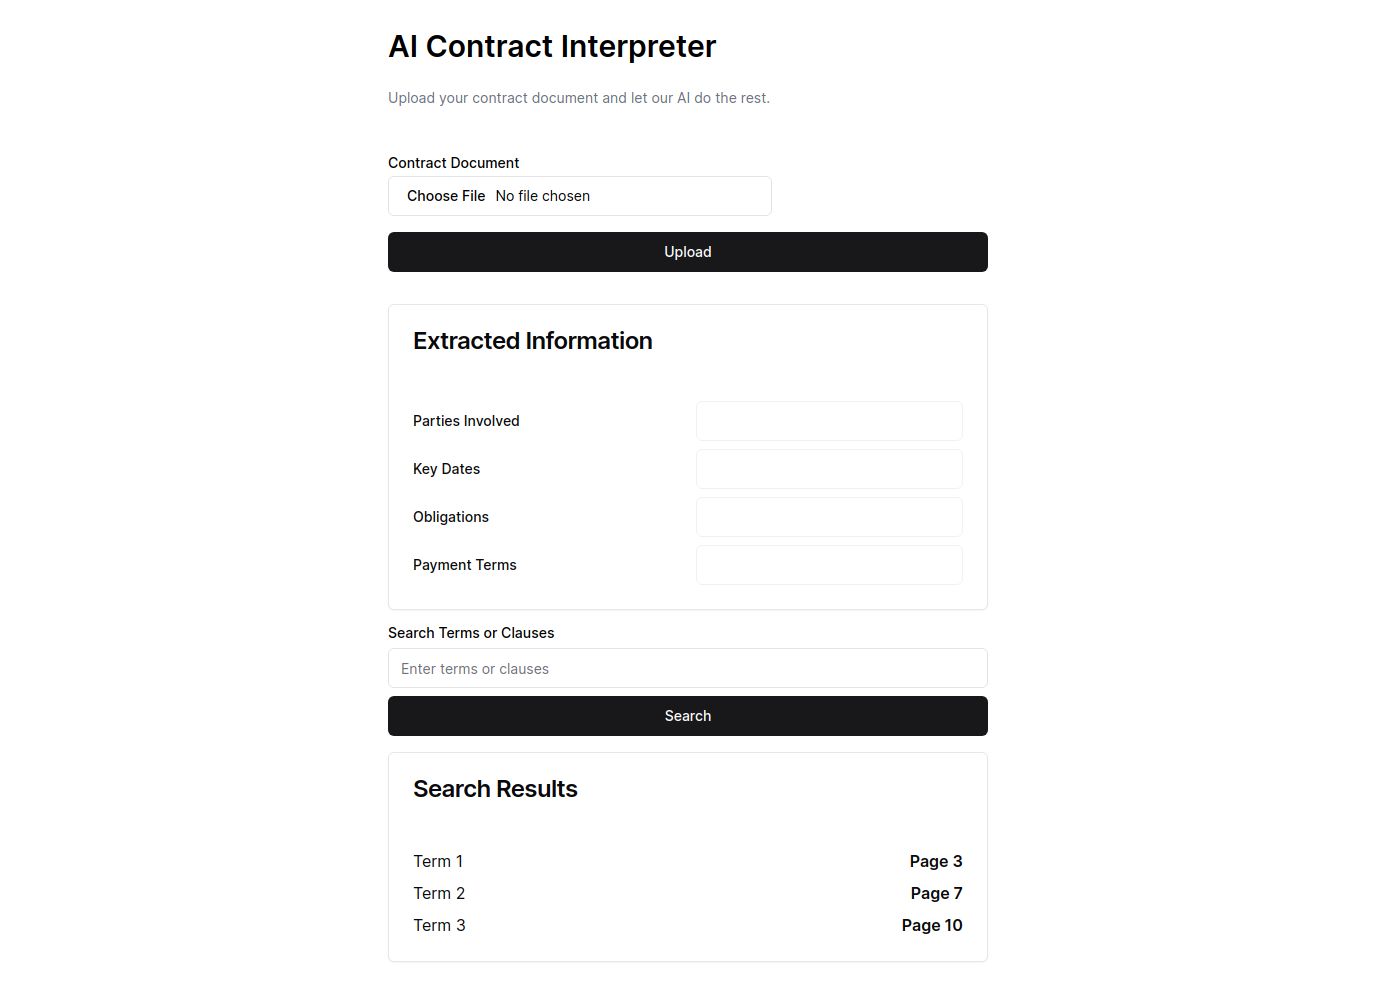 AI Contract Interpreter
Upload your contract document and let our AI do the rest.
Contract Document
Choose File No file chosen
Upload
Extracted Information
Parties Involved
Key Dates
Obligations
Payment Terms
Search Terms or Clauses
Enter terms or clauses
Search
Search Results
Term 1 Page 3
Term 2 Page 7
Term 3 Page 10